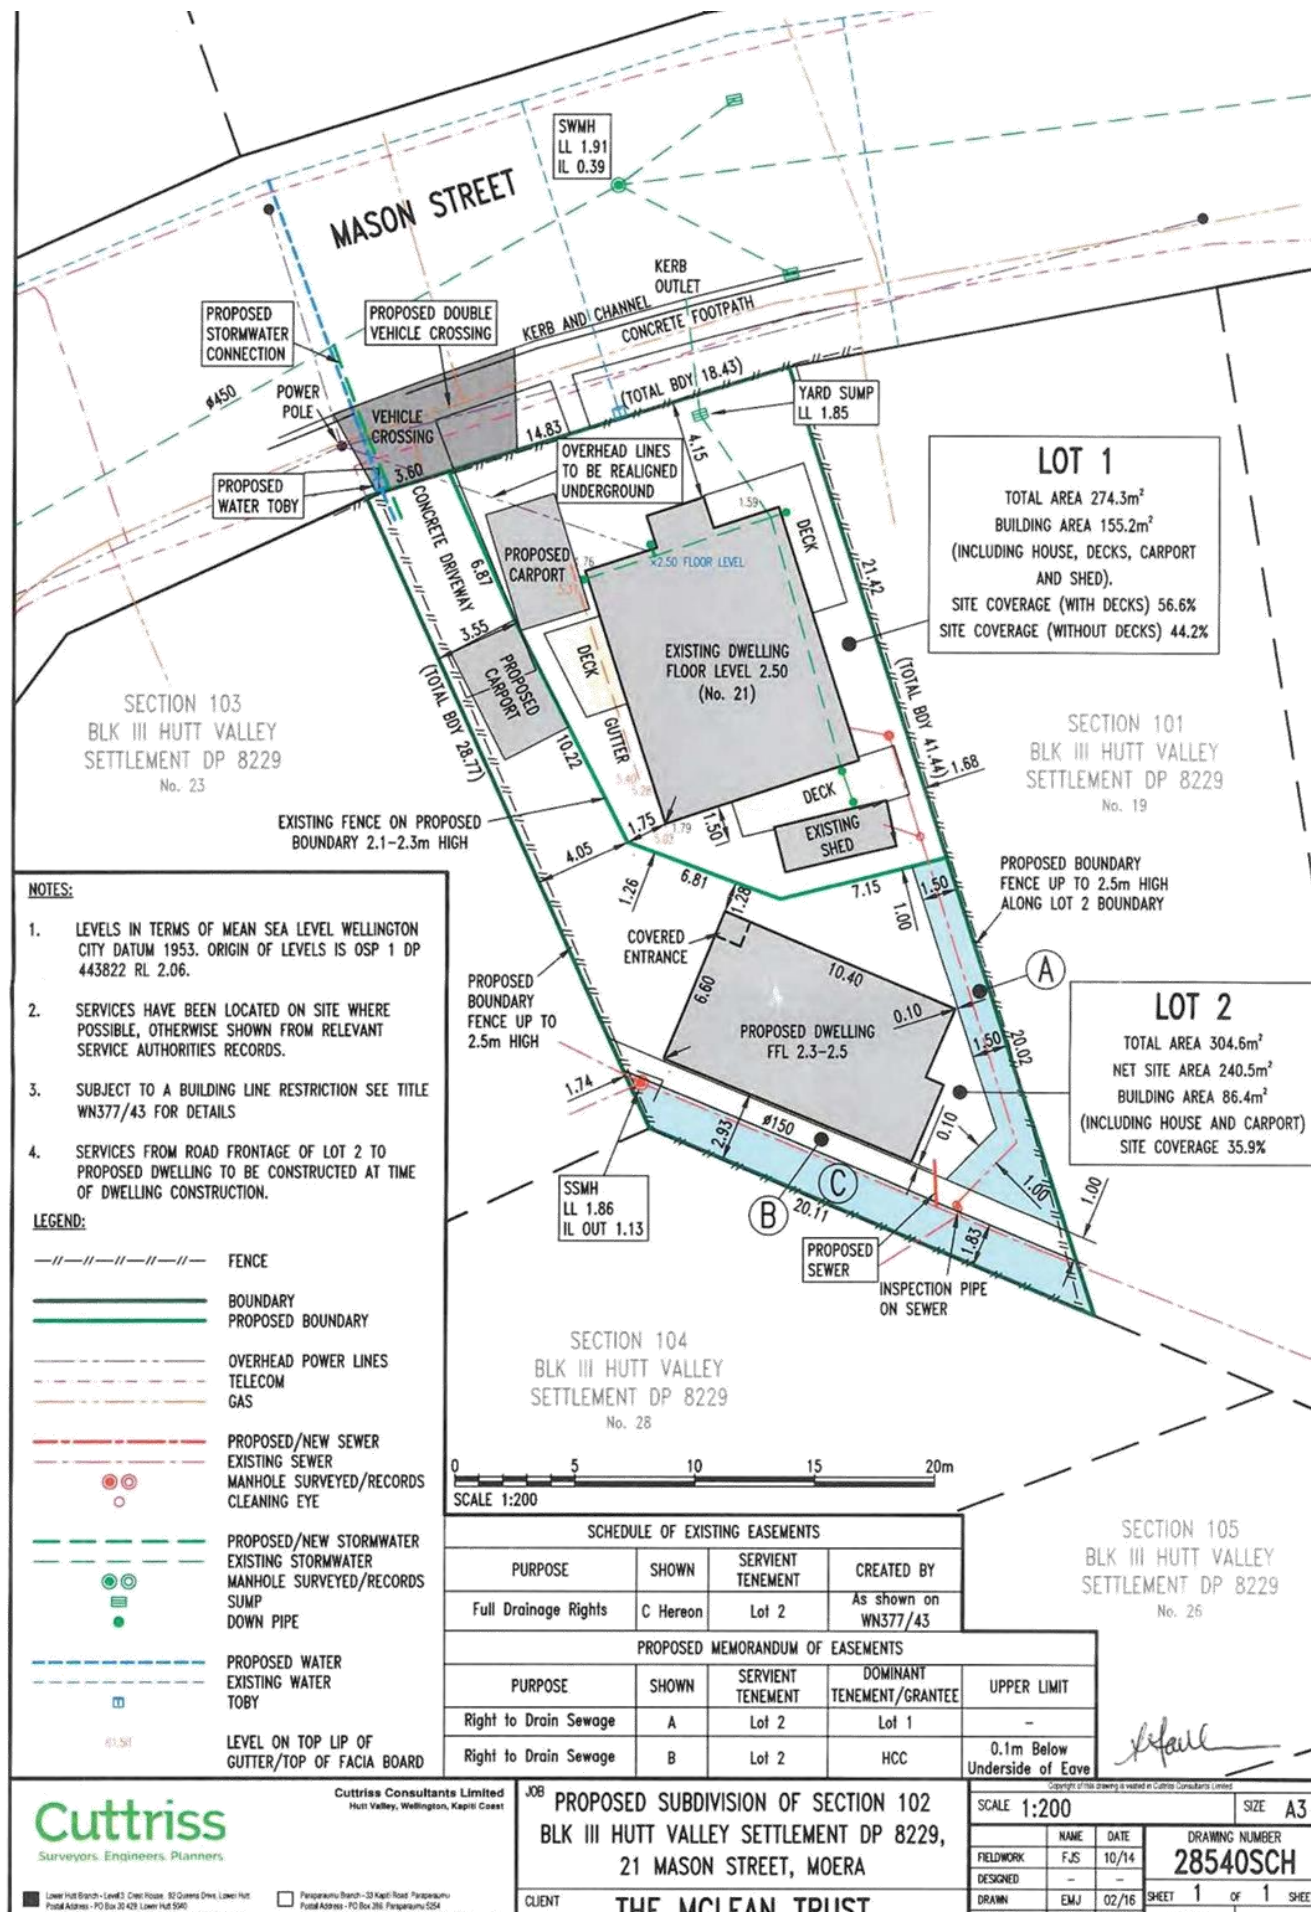 SWMH
LL 1.91
IL 0.39
MASON STREET
KERB
OUTLET
KERB AND CHANNEL
CONCRETE FOOTPATH
PROPOSED
STORMWATER
CONNECTION
PROPOSED DOUBLE
VEHICLE CROSSING
ø450
POWER
POLE
(TOTAL BDY 18.43)
YARD SUMP
LL 1.85
VEHICLE
CROSSING
14.83
4.15
OVERHEAD LINES
TO BE REALIGNED
UNDERGROUND
3.60
PROPOSED
WATER TOBY
CONCRETE DRIVEWAY
LOT 1
TOTAL AREA 274.3m²
BUILDING AREA 155.2m²
(INCLUDING HOUSE, DECKS, CARPORT
AND SHED).
SITE COVERAGE (WITH DECKS) 56.6%
SITE COVERAGE (WITHOUT DECKS) 44.2%
1.59
DECK
PROPOSED
CARPORT
×2.50 FLOOR LEVEL
6.87
21.42
3.55
PROPOSED
CARPORT
DECK
EXISTING DWELLING
FLOOR LEVEL 2.50
(No. 21)
(TOTAL BDY 28.77)
(TOTAL BDY 41.44)
SECTION 103
BLK III HUTT VALLEY
SETTLEMENT DP 8229
No. 23
SECTION 101
BLK III HUTT VALLEY
SETTLEMENT DP 8229
No. 19
GUTTER
10.22
1.68
DECK
EXISTING
SHED
EXISTING FENCE ON PROPOSED
BOUNDARY 2.1-2.3m HIGH
1.75
1.79
1.50
4.05
1.26
6.81
7.15
1.28
1.00
1.50
PROPOSED BOUNDARY
FENCE UP TO 2.5m HIGH
ALONG LOT 2 BOUNDARY
NOTES:
1. LEVELS IN TERMS OF MEAN SEA LEVEL WELLINGTON
CITY DATUM 1953. ORIGIN OF LEVELS IS OSP 1 DP
443822 RL 2.06.
2. SERVICES HAVE BEEN LOCATED ON SITE WHERE
POSSIBLE, OTHERWISE SHOWN FROM RELEVANT
SERVICE AUTHORITIES RECORDS.
3. SUBJECT TO A BUILDING LINE RESTRICTION SEE TITLE
WN377/43 FOR DETAILS
4. SERVICES FROM ROAD FRONTAGE OF LOT 2 TO
PROPOSED DWELLING TO BE CONSTRUCTED AT TIME
OF DWELLING CONSTRUCTION.
COVERED
ENTRANCE
PROPOSED
BOUNDARY
FENCE UP TO
2.5m HIGH
6.60
10.40
0.10
PROPOSED DWELLING
FFL 2.3-2.5
A
1.50
20.02
LOT 2
TOTAL AREA 304.6m²
NET SITE AREA 240.5m²
BUILDING AREA 86.4m²
(INCLUDING HOUSE AND CARPORT)
SITE COVERAGE 35.9%
1.74
2.93
ø150
0.10
1.00
1.00
SSMH
LL 1.86
IL OUT 1.13
B
C
20.11
1.83
PROPOSED
SEWER
INSPECTION PIPE
ON SEWER
LEGEND:
FENCE
BOUNDARY
PROPOSED BOUNDARY
OVERHEAD POWER LINES
TELECOM
GAS
PROPOSED/NEW SEWER
EXISTING SEWER
MANHOLE SURVEYED/RECORDS
CLEANING EYE
PROPOSED/NEW STORMWATER
EXISTING STORMWATER
MANHOLE SURVEYED/RECORDS
SUMP
DOWN PIPE
PROPOSED WATER
EXISTING WATER
TOBY
LEVEL ON TOP LIP OF
GUTTER/TOP OF FACIA BOARD
SECTION 104
BLK III HUTT VALLEY
SETTLEMENT DP 8229
No. 28
0 5 10 15 20m
SCALE 1:200
SECTION 105
BLK III HUTT VALLEY
SETTLEMENT DP 8229
No. 26
SCHEDULE OF EXISTING EASEMENTS
PURPOSE SHOWN SERVIENT TENEMENT CREATED BY
Full Drainage Rights C Hereon Lot 2 As shown on WN377/43
PROPOSED MEMORANDUM OF EASEMENTS
PURPOSE SHOWN SERVIENT TENEMENT DOMINANT TENEMENT/GRANTEE UPPER LIMIT
Right to Drain Sewage A Lot 2 Lot 1 -
Right to Drain Sewage B Lot 2 HCC 0.1m Below Underside of Eave
Cuttriss
Surveyors. Engineers. Planners
Cuttriss Consultants Limited
Hutt Valley, Wellington, Kapiti Coast
JOB
PROPOSED SUBDIVISION OF SECTION 102
BLK III HUTT VALLEY SETTLEMENT DP 8229,
21 MASON STREET, MOERA
CLIENT
THE MCLEAN TRUST
Copyright of this drawing is vested in Cuttriss Consultants Limited
SCALE 1:200 SIZE A3
NAME DATE DRAWING NUMBER
FIELDWORK FJS 10/14 28540SCH
DESIGNED - -
DRAWN EMJ 02/16 SHEET 1 OF 1 SHEE